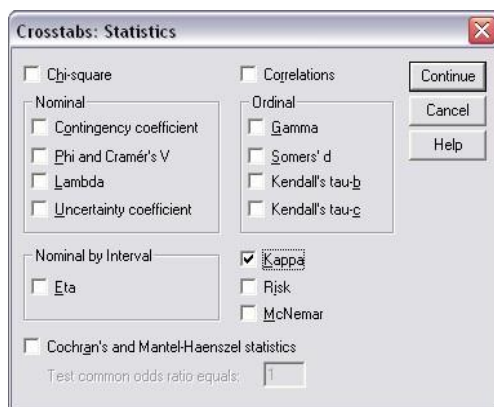 Crosstabs: Statistics
Chi-square
Correlations
Continue
Cancel
Help
Nominal
Contingency coefficient
Phi and Cramér's V
Lambda
Uncertainty coefficient
Ordinal
Gamma
Somers' d
Kendall's tau-b
Kendall's tau-c
Nominal by Interval
Eta
Kappa
Risk
McNemar
Cochran's and Mantel-Haenszel statistics
Test common odds ratio equals: 1